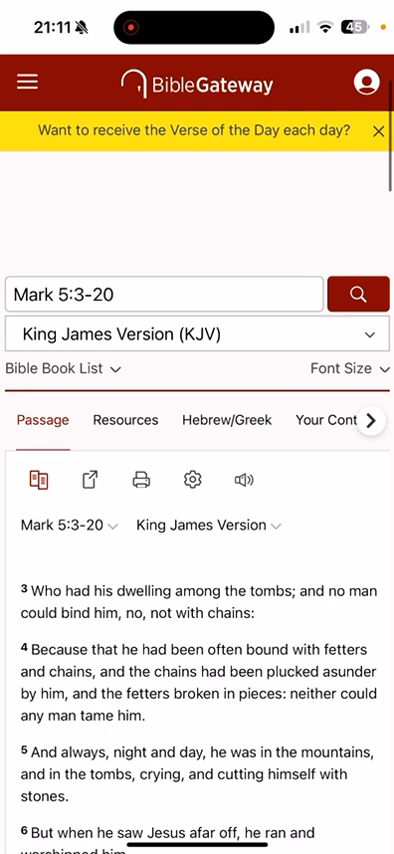 21:11
45
BibleGateway
Want to receive the Verse of the Day each day?
Mark 5:3-20
King James Version (KJV)
Bible Book List
Font Size
Passage Resources Hebrew/Greek Your Cont
Mark 5:3-20 King James Version
3 Who had his dwelling among the tombs; and no man
could bind him, no, not with chains:
4 Because that he had been often bound with fetters
and chains, and the chains had been plucked asunder
by him, and the fetters broken in pieces: neither could
any man tame him.
5 And always, night and day, he was in the mountains,
and in the tombs, crying, and cutting himself with
stones.
6 But when he saw Jesus afar off, he ran and
worshipped him